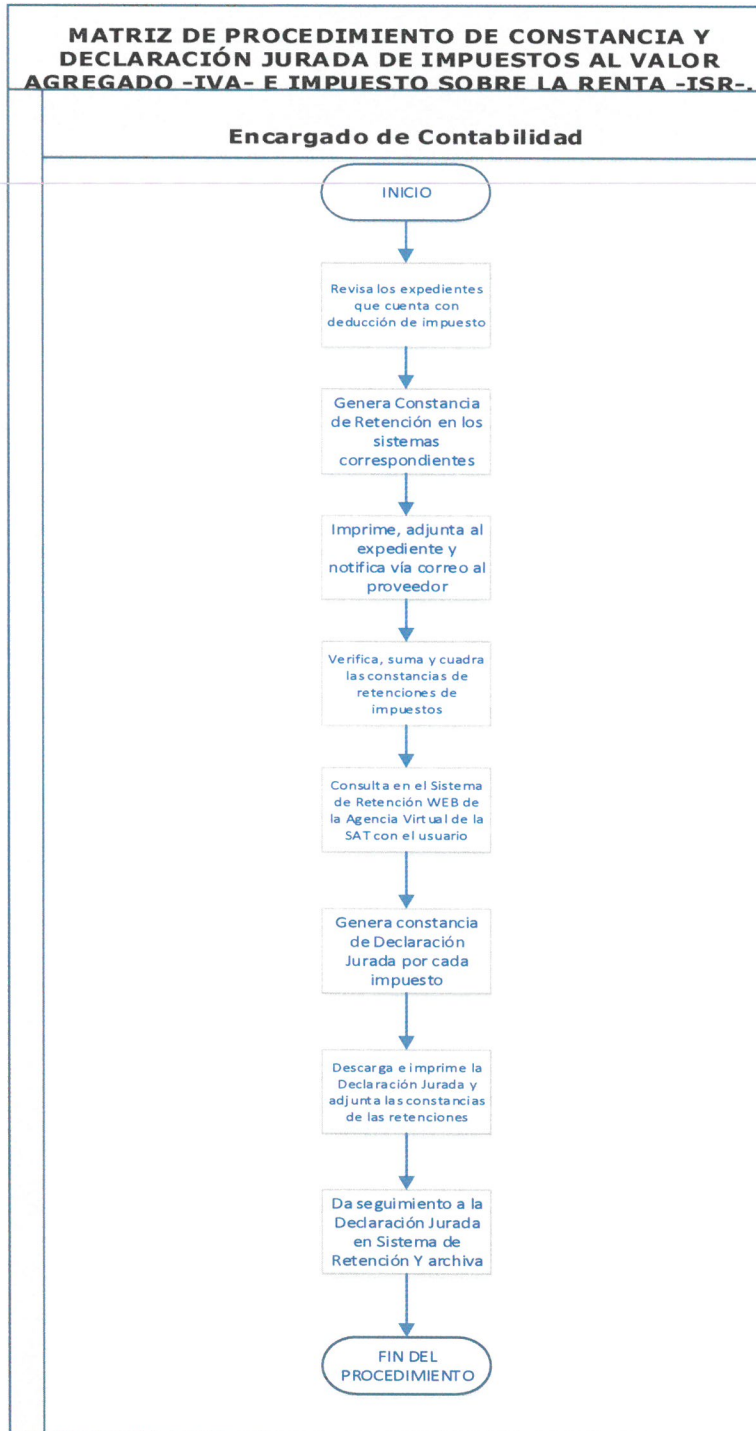 MATRIZ DE PROCEDIMIENTO DE CONSTANCIA Y
DECLARACIÓN JURADA DE IMPUESTOS AL VALOR
AGREGADO -IVA- E IMPUESTO SOBRE LA RENTA -ISR-.
Encargado de Contabilidad
INICIO
Revisa los expedientes
que cuenta con
deducción de impuesto
Genera Constancia
de Retención en los
sistemas
correspondientes
Imprime, adjunta al
expediente y
notifica vía correo al
proveedor
Verifica, suma y cuadra
las constancias de
retenciones de
impuestos
Consulta en el Sistema
de Retención WEB de
la Agencia Virtual de la
SAT con el usuario
Genera constancia
de Declaración
Jurada por cada
impuesto
Descarga e imprime la
Declaración Jurada y
adjunta las constancias
de las retenciones
Da seguimiento a la
Declaración Jurada
en Sistema de
Retención Y archiva
FIN DEL
PROCEDIMIENTO